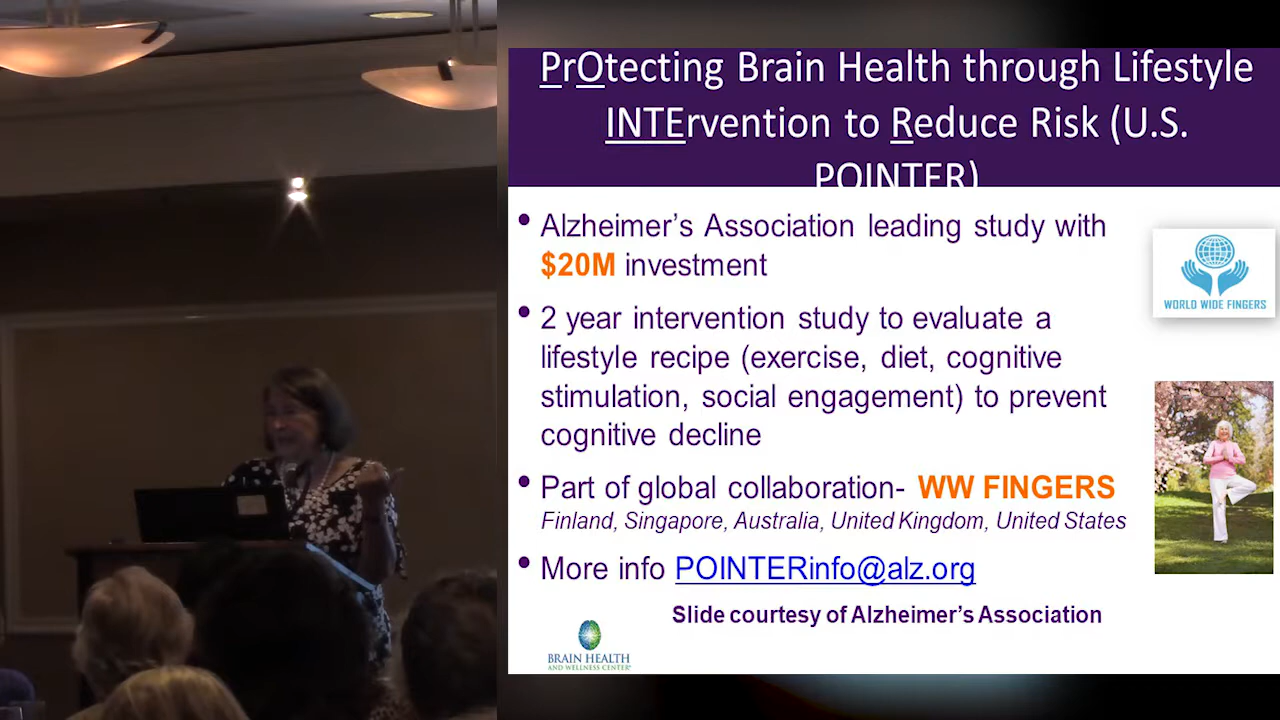 PrOtecting Brain Health through Lifestyle
INTErvention to Reduce Risk (U.S.
POINTER)
• Alzheimer's Association leading study with
$20M investment
WORLD WIDE FINGERS
• 2 year intervention study to evaluate a
lifestyle recipe (exercise, diet, cognitive
stimulation, social engagement) to prevent
cognitive decline
• Part of global collaboration- WW FINGERS
Finland, Singapore, Australia, United Kingdom, United States
• More info POINTERinfo@alz.org
Slide courtesy of Alzheimer's Association
BRAIN HEALTH
AND WELLNESS CENTER®